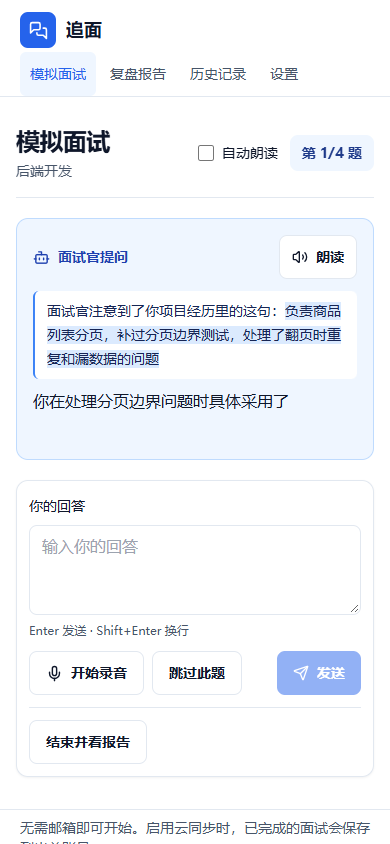 追面
模拟面试 复盘报告 历史记录 设置
模拟面试
后端开发
自动朗读
第 1/4 题
面试官提问
朗读
面试官注意到了你项目经历里的这句：负责商品
列表分页，补过分页边界测试，处理了翻页时重
复和漏数据的问题
你在处理分页边界问题时具体采用了
你的回答
输入你的回答
Enter 发送 · Shift+Enter 换行
开始录音 跳过此题 发送
结束并看报告
无需邮箱即可开始。启用云同步时，已完成的面试会保存